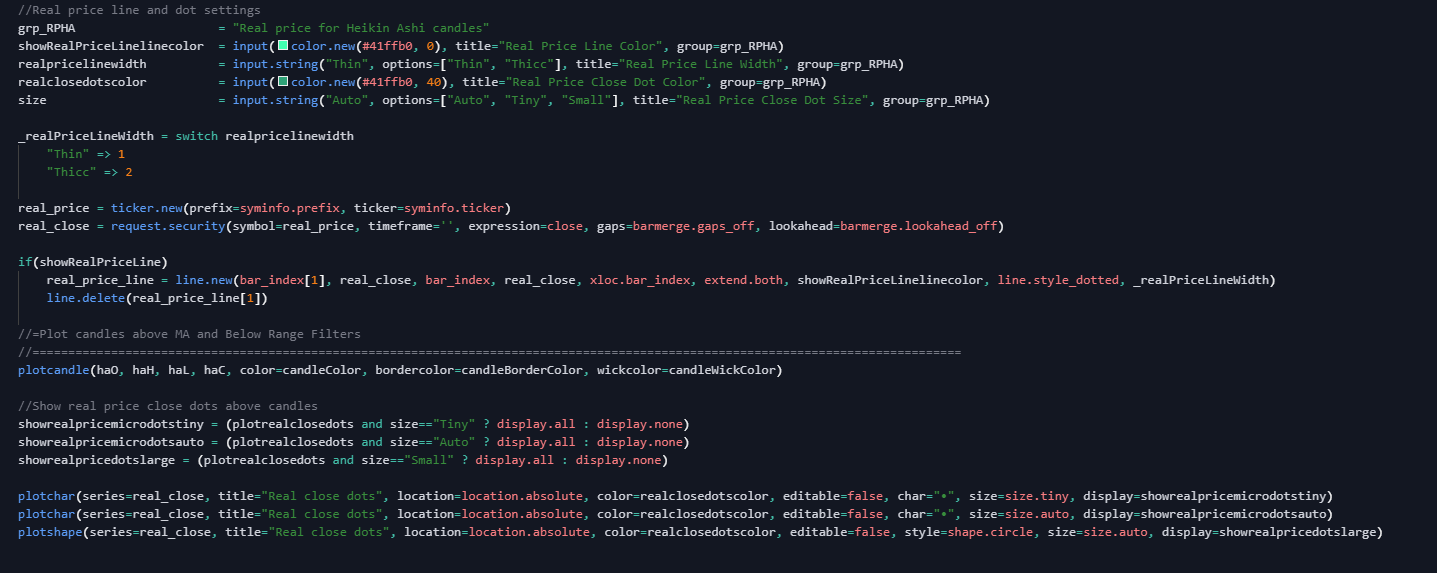 //Real price line and dot settings
grp_RPHA                    = "Real price for Heikin Ashi candles"
showRealPriceLinelinecolor  = input(color.new(#41ffb0, 0), title="Real Price Line Color", group=grp_RPHA)
realpricelinewidth          = input.string("Thin", options=["Thin", "Thicc"], title="Real Price Line Width", group=grp_RPHA)
realclosedotscolor          = input(color.new(#41ffb0, 40), title="Real Price Close Dot Color", group=grp_RPHA)
size                        = input.string("Auto", options=["Auto", "Tiny", "Small"], title="Real Price Close Dot Size", group=grp_RPHA)
_realPriceLineWidth = switch realpricelinewidth
    "Thin" => 1
    "Thicc" => 2
real_price = ticker.new(prefix=syminfo.prefix, ticker=syminfo.ticker)
real_close = request.security(symbol=real_price, timeframe='', expression=close, gaps=barmerge.gaps_off, lookahead=barmerge.lookahead_off)
if(showRealPriceLine)
    real_price_line = line.new(bar_index[1], real_close, bar_index, real_close, xloc.bar_index, extend.both, showRealPriceLinelinecolor, line.style_dotted, _realPriceLineWidth)
    line.delete(real_price_line[1])
//=Plot candles above MA and Below Range Filters
//==================================================================================================================================
plotcandle(haO, haH, haL, haC, color=candleColor, bordercolor=candleBorderColor, wickcolor=candleWickColor)
//Show real price close dots above candles
showrealpricemicrodotstiny = (plotrealclosedots and size=="Tiny" ? display.all : display.none)
showrealpricemicrodotsauto = (plotrealclosedots and size=="Auto" ? display.all : display.none)
showrealpricedotslarge = (plotrealclosedots and size=="Small" ? display.all : display.none)
plotchar(series=real_close, title="Real close dots", location=location.absolute, color=realclosedotscolor, editable=false, char="•", size=size.tiny, display=showrealpricemicrodotstiny)
plotchar(series=real_close, title="Real close dots", location=location.absolute, color=realclosedotscolor, editable=false, char="•", size=size.auto, display=showrealpricemicrodotsauto)
plotshape(series=real_close, title="Real close dots", location=location.absolute, color=realclosedotscolor, editable=false, style=shape.circle, size=size.auto, display=showrealpricedotslarge)